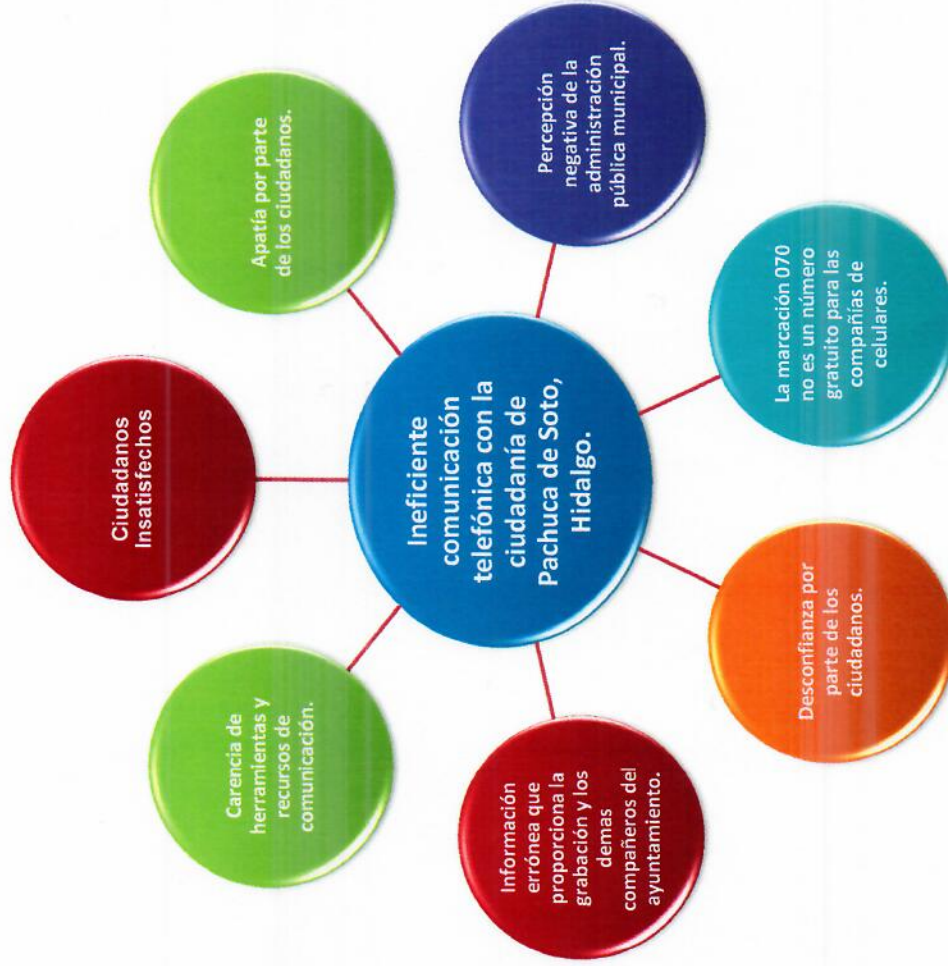 Ciudadanos
Insatisfechos
Apatía por parte
de los ciudadanos.
Percepción
negativa de la
administración
pública municipal.
La marcación 070
no es un número
gratuito para las
compañías de
celulares.
Desconfianza por
parte de los
ciudadanos.
Información
errónea que
proporciona la
grabación y los
demas
compañeros del
ayuntamiento.
Carencia de
herramientas y
recursos de
comunicación.
Ineficiente
comunicación
telefónica con la
ciudadanía de
Pachuca de Soto,
Hidalgo.